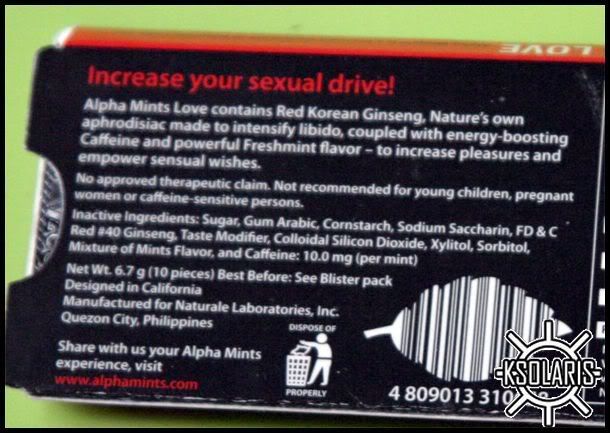 LOVE
Increase your sexual drive!
Alpha Mints Love contains Red Korean Ginseng, Nature's own
aphrodisiac made to intensify libido, coupled with energy-boosting
Caffeine and powerful Freshmint flavor – to increase pleasures and
empower sensual wishes.
No approved therapeutic claim. Not recommended for young children, pregnant
women or caffeine-sensitive persons.
Inactive Ingredients: Sugar, Gum Arabic, Cornstarch, Sodium Saccharin, FD & C
Red #40 Ginseng, Taste Modifier, Colloidal Silicon Dioxide, Xylitol, Sorbitol,
Mixture of Mints Flavor, and Caffeine: 10.0 mg (per mint)
Net Wt. 6.7 g (10 pieces) Best Before: See Blister pack
Designed in California
Manufactured for Naturale Laboratories, Inc.
Quezon City, Philippines
Share with us your Alpha Mints
experience, visit
www.alphamints.com
DISPOSE OF
PROPERLY
4 809013 310
KSOLARIS